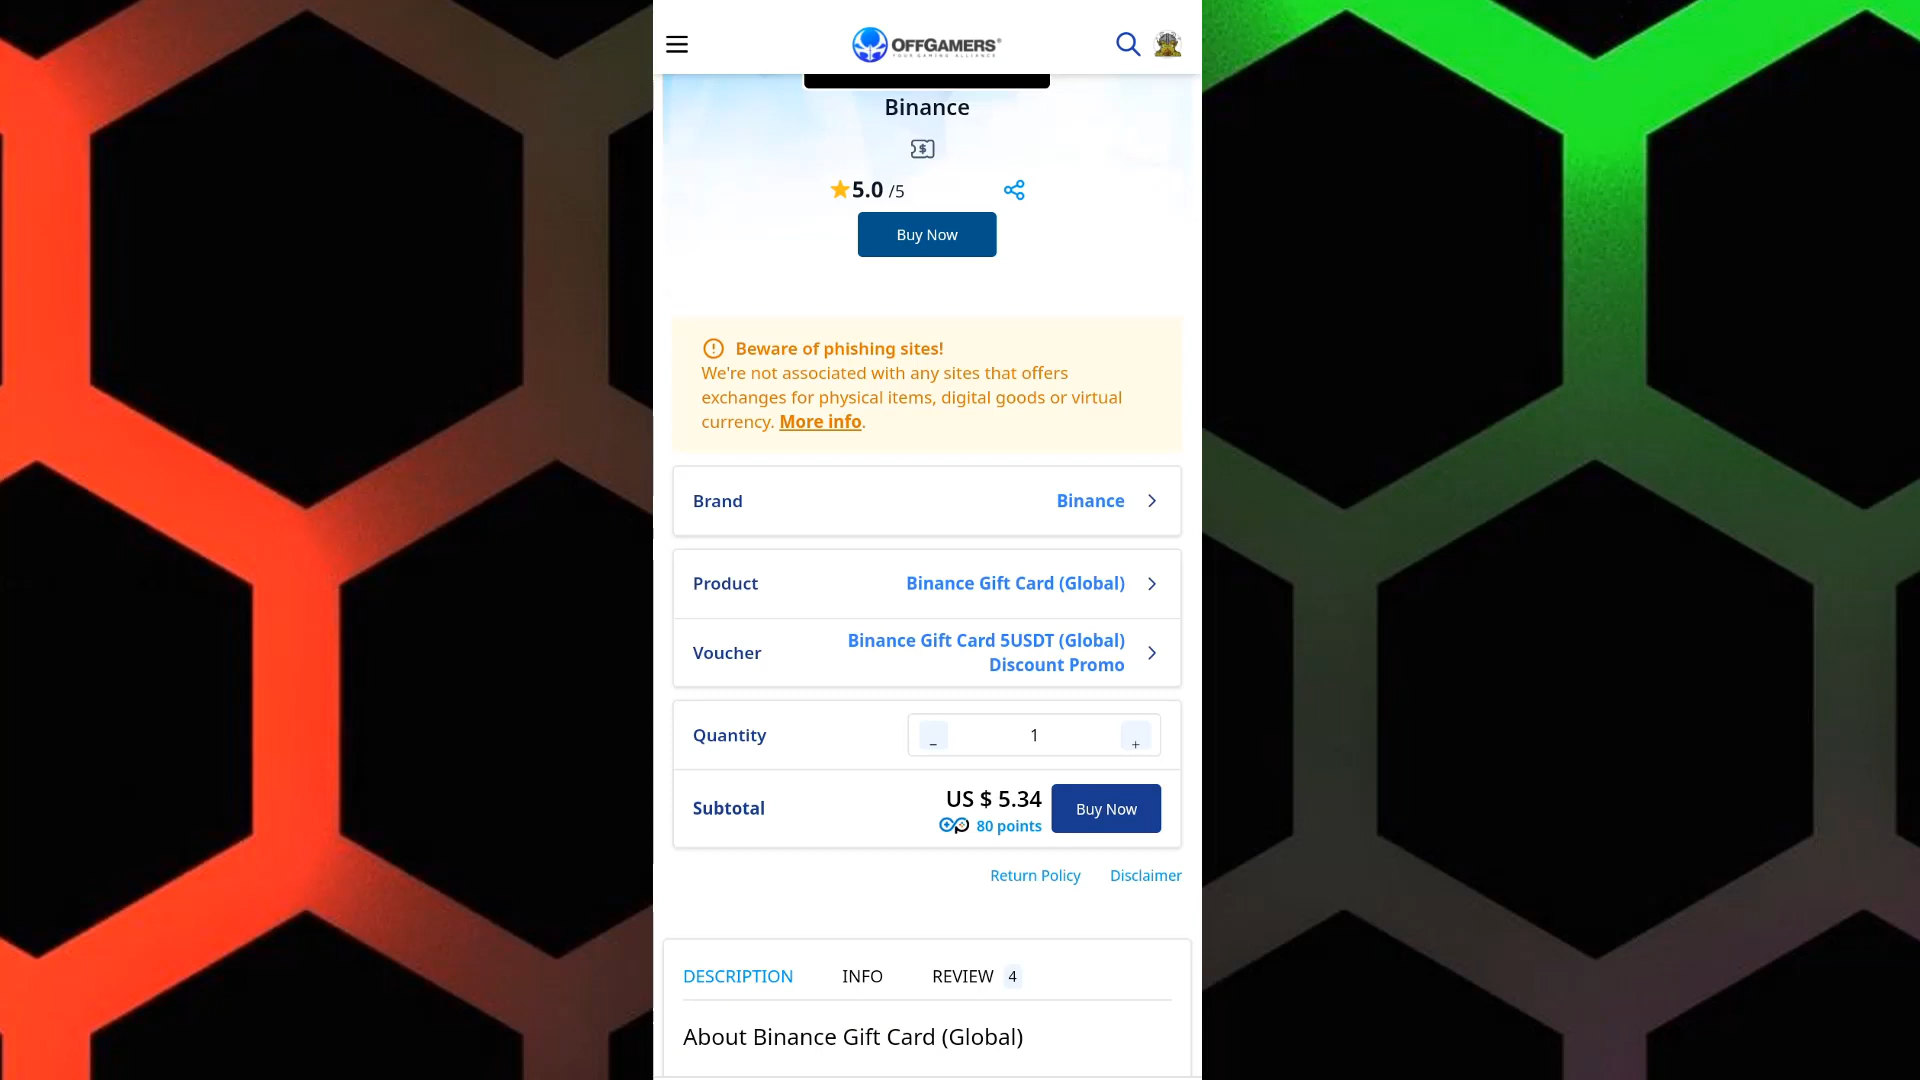 OFFGAMERS®
YOUR GAMING ALLIANCE
Binance
$
5.0 /5
Buy Now
Beware of phishing sites!
We're not associated with any sites that offers
exchanges for physical items, digital goods or virtual
currency. More info.
Brand
Binance
Product
Binance Gift Card (Global)
Voucher
Binance Gift Card 5USDT (Global)
Discount Promo
Quantity
- 1 +
Subtotal
US $ 5.34
80 points
Buy Now
Return Policy Disclaimer
DESCRIPTION INFO REVIEW 4
About Binance Gift Card (Global)